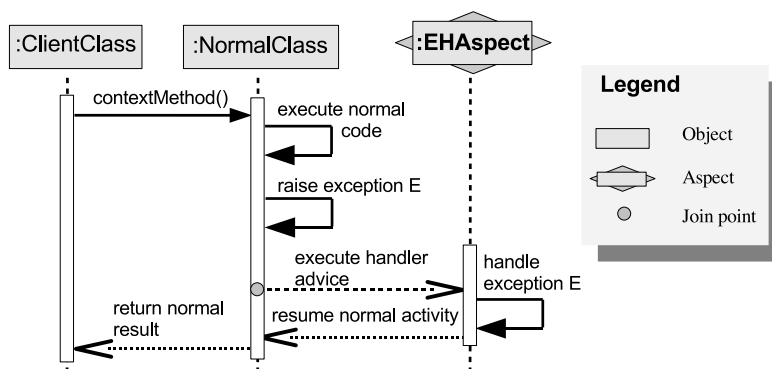 :ClientClass
:NormalClass
:EHAspect
contextMethod()
execute normal
code
raise exception E
execute handler
advice
handle
exception E
return normal
result
resume normal activity
Legend
Object
Aspect
Join point